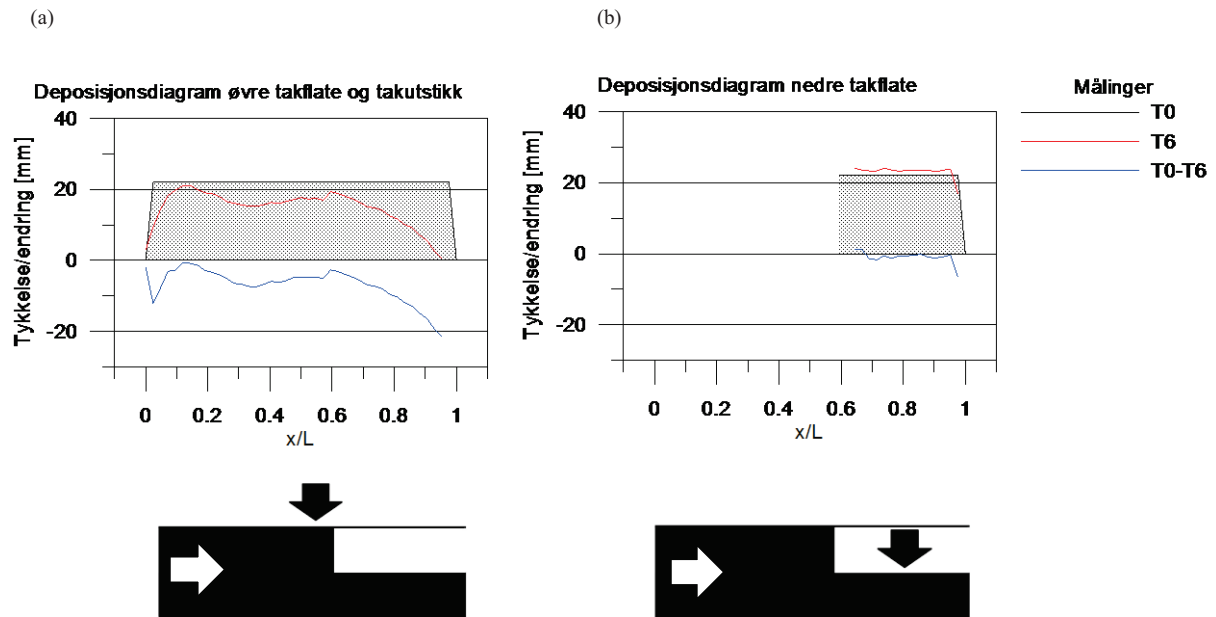 (a)
Deposisjonsdiagram øvre takflate og takutstikk
Tykkelse/endring [mm]
40
20
0
-20
0 0.2 0.4 0.6 0.8 1
x/L
(b)
Deposisjonsdiagram nedre takflate
Tykkelse/endring [mm]
40
20
0
-20
0 0.2 0.4 0.6 0.8 1
x/L
Målinger
T0
T6
T0-T6